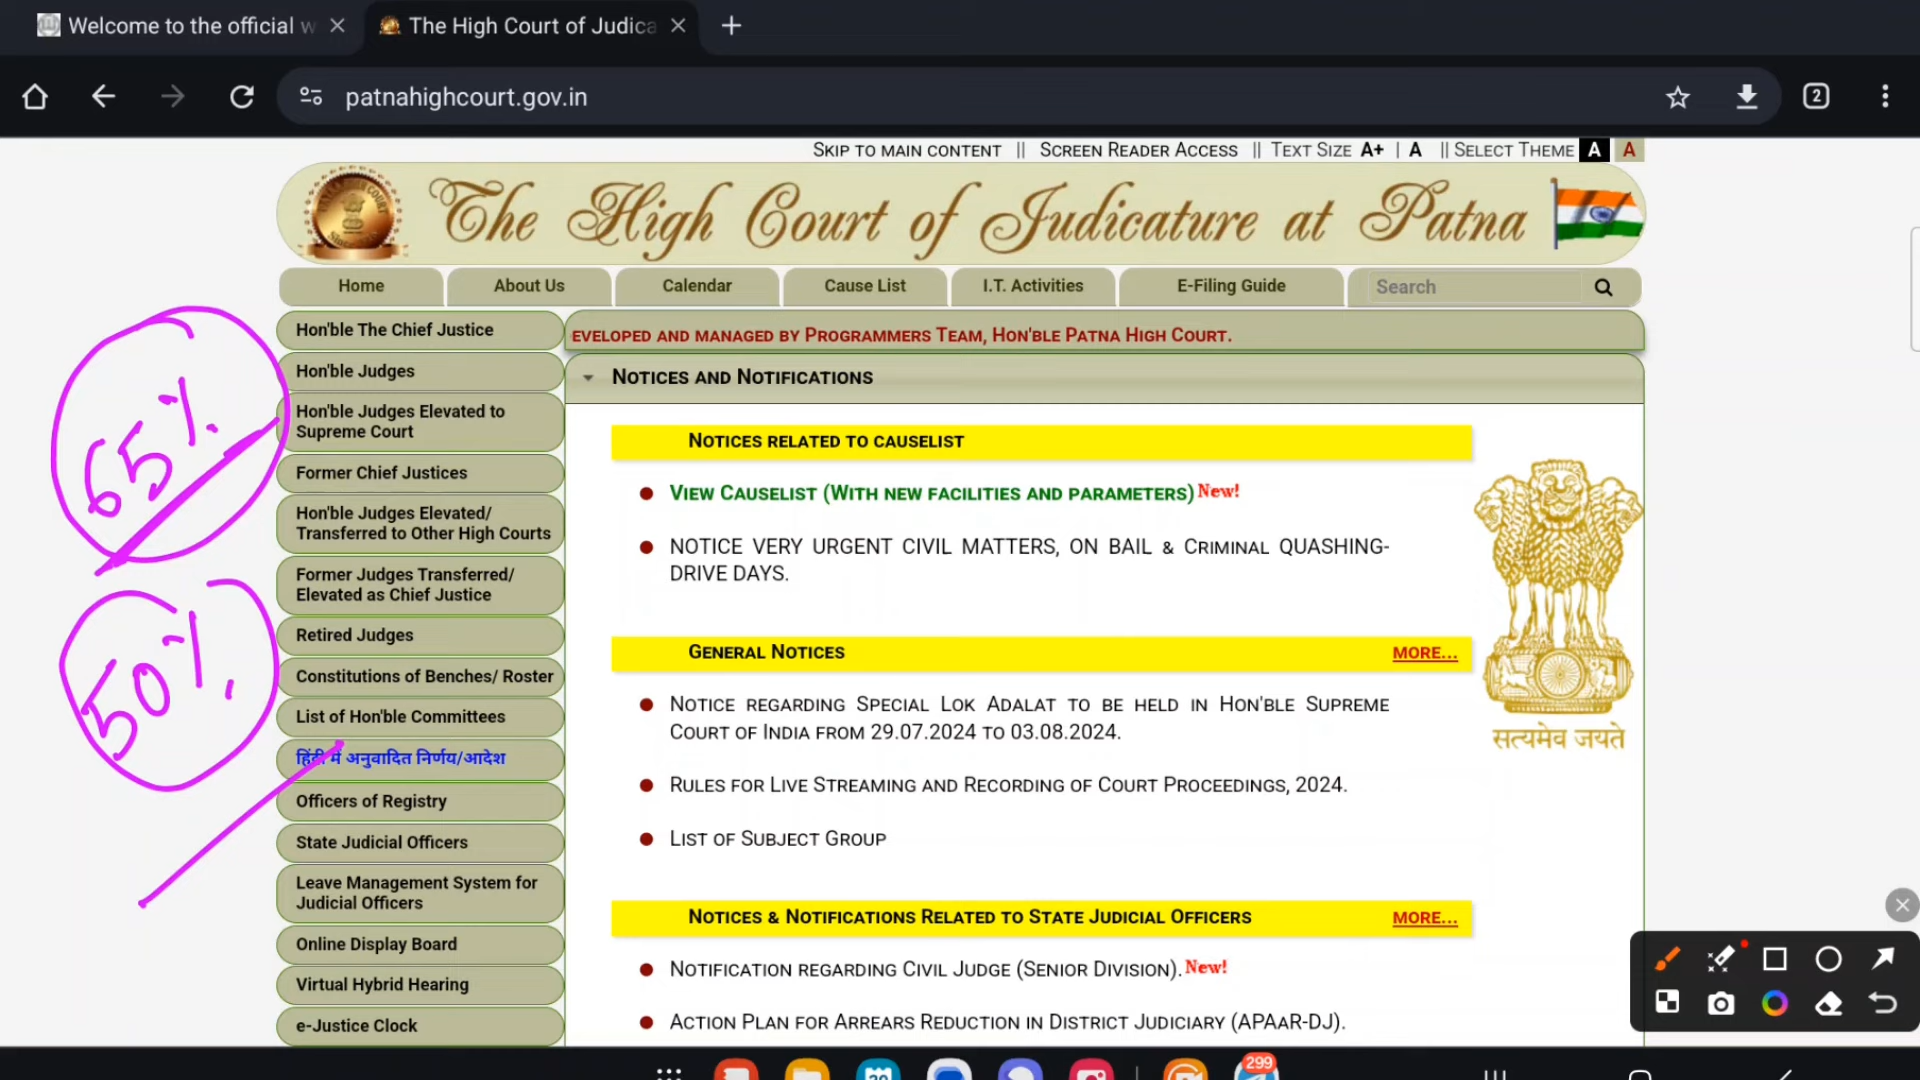 Welcome to the official w
The High Court of Judica
patnahighcourt.gov.in
2
SKIP TO MAIN CONTENT || SCREEN READER ACCESS || TEXT SIZE A+ | A || SELECT THEME A A
The High Court of Judicature at Patna
Home
About Us
Calendar
Cause List
I.T. Activities
E-Filing Guide
Search
Hon'ble The Chief Justice
Hon'ble Judges
Hon'ble Judges Elevated to
Supreme Court
Former Chief Justices
Hon'ble Judges Elevated/
Transferred to Other High Courts
Former Judges Transferred/
Elevated as Chief Justice
Retired Judges
Constitutions of Benches/ Roster
List of Hon'ble Committees
हिंदी में अनुवादित निर्णय/आदेश
Officers of Registry
State Judicial Officers
Leave Management System for
Judicial Officers
Online Display Board
Virtual Hybrid Hearing
e-Justice Clock
65%
50%
EVELOPED AND MANAGED BY PROGRAMMERS TEAM, HON'BLE PATNA HIGH COURT.
NOTICES AND NOTIFICATIONS
NOTICES RELATED TO CAUSELIST
VIEW CAUSELIST (WITH NEW FACILITIES AND PARAMETERS) New!
NOTICE VERY URGENT CIVIL MATTERS, ON BAIL & CRIMINAL QUASHING-
DRIVE DAYS.
GENERAL NOTICES MORE...
NOTICE REGARDING SPECIAL LOK ADALAT TO BE HELD IN HON'BLE SUPREME
COURT OF INDIA FROM 29.07.2024 TO 03.08.2024.
RULES FOR LIVE STREAMING AND RECORDING OF COURT PROCEEDINGS, 2024.
LIST OF SUBJECT GROUP
NOTICES & NOTIFICATIONS RELATED TO STATE JUDICIAL OFFICERS MORE...
NOTIFICATION REGARDING CIVIL JUDGE (SENIOR DIVISION). New!
ACTION PLAN FOR ARREARS REDUCTION IN DISTRICT JUDICIARY (APAAR-DJ).
सत्यमेव जयते
299